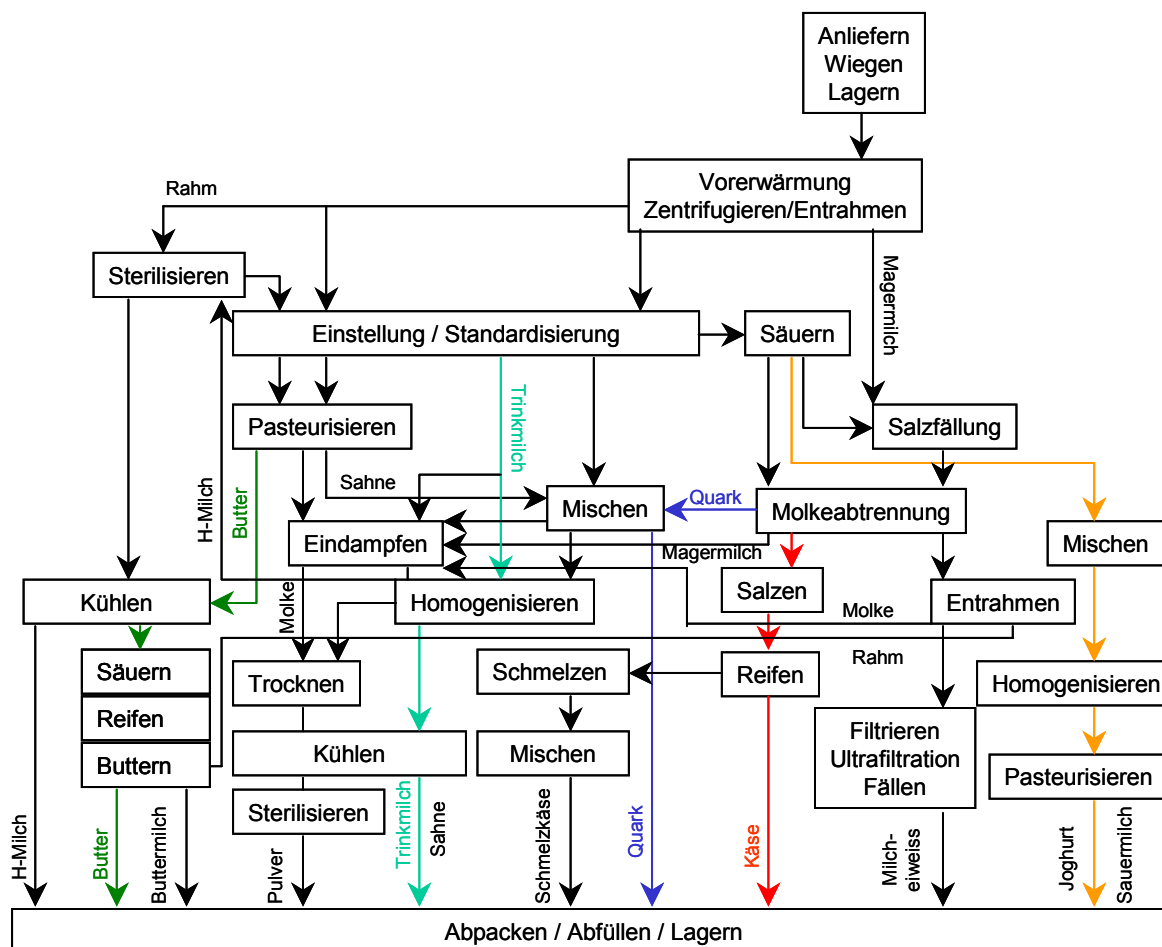 Anliefern
Wiegen
Lagern
Vorerwärmung
Zentrifugieren/Entrahmen
Rahm
Sterilisieren
Magermilch
Einstellung / Standardisierung
Säuern
Trinkmilch
Pasteurisieren
Salzfällung
H-Milch
Butter
Sahne
Mischen
Quark
Molkeabtrennung
Eindampfen
Magermilch
Mischen
Kühlen
Molke
Homogenisieren
Salzen
Molke
Entrahmen
Säuern
Trocknen
Schmelzen
Reifen
Rahm
Homogenisieren
Reifen
Kühlen
Mischen
Filtrieren
Ultrafiltration
Fällen
Buttern
Pasteurisieren
Sterilisieren
H-Milch
Butter
Buttermilch
Pulver
Trinkmilch
Sahne
Schmelzkäse
Quark
Käse
Milch-
eiweiss
Joghurt
Sauermilch
Abpacken / Abfüllen / Lagern